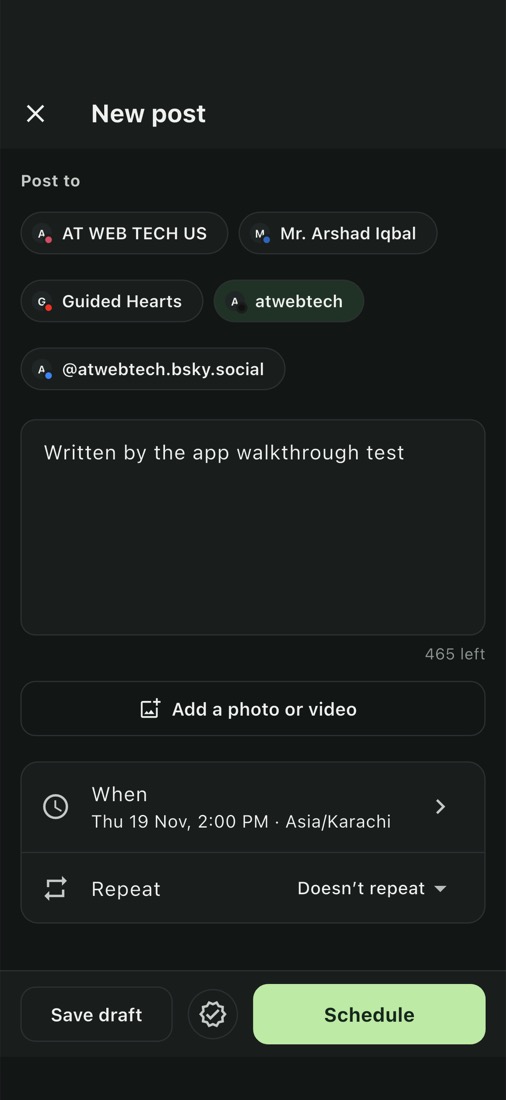 New post
Post to
A AT WEB TECH US
M Mr. Arshad Iqbal
G Guided Hearts
A atwebtech
A @atwebtech.bsky.social
Written by the app walkthrough test
465 left
Add a photo or video
When
Thu 19 Nov, 2:00 PM · Asia/Karachi
Repeat
Doesn’t repeat
Save draft
Schedule